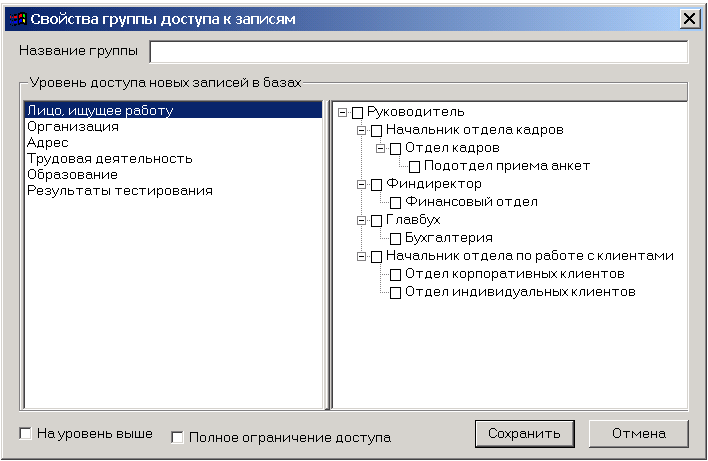 Свойства группы доступа к записям
Название группы
Уровень доступа новых записей в базах
Лицо, ищущее работу
Организация
Адрес
Трудовая деятельность
Образование
Результаты тестирования
Руководитель
Начальник отдела кадров
Отдел кадров
Подотдел приема анкет
Финдиректор
Финансовый отдел
Главбух
Бухгалтерия
Начальник отдела по работе с клиентами
Отдел корпоративных клиентов
Отдел индивидуальных клиентов
На уровень выше
Полное ограничение доступа
Сохранить
Отмена